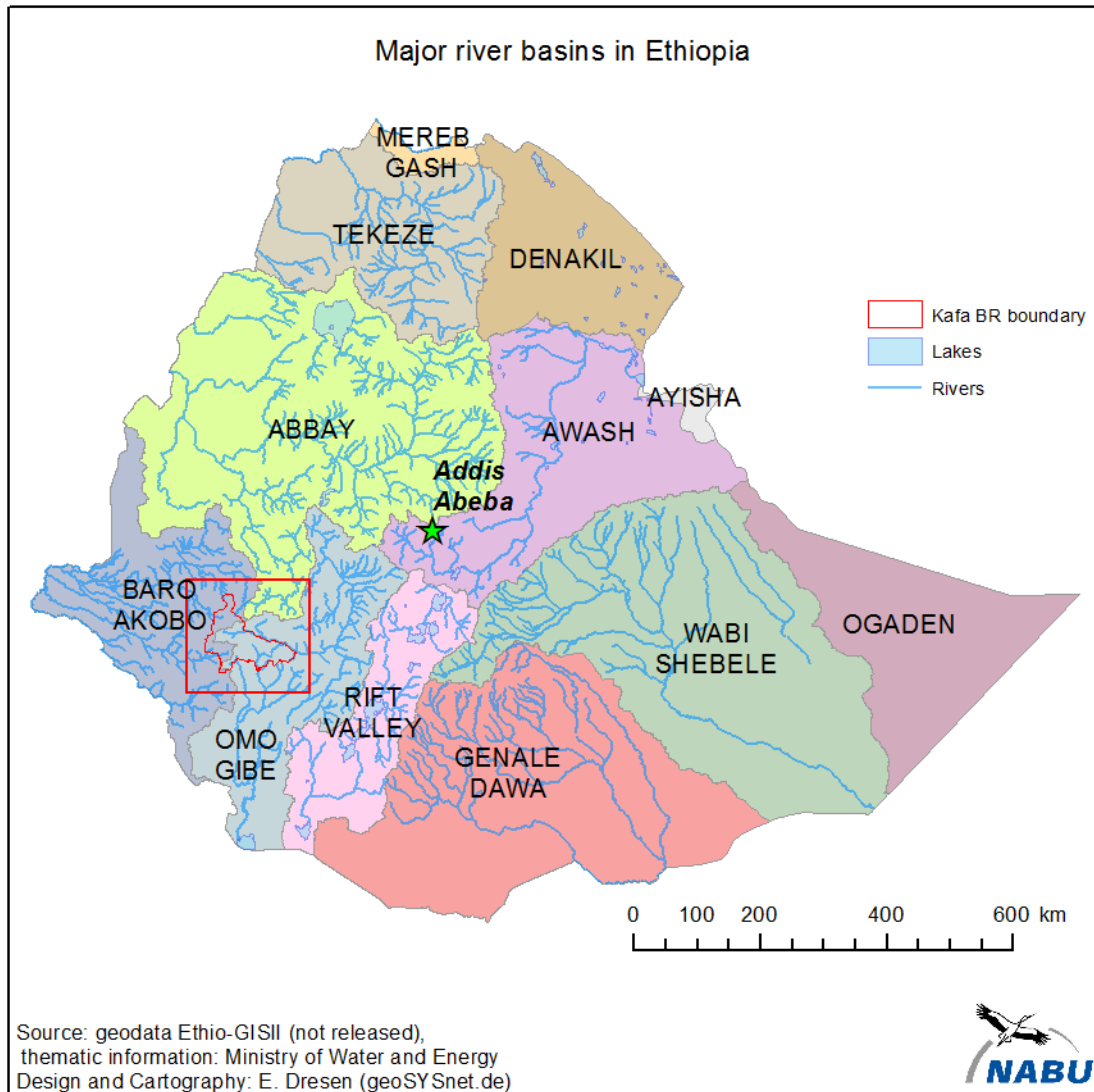 Major river basins in Ethiopia
MEREB
GASH
TEKEZE
DENAKIL
Kafa BR boundary
Lakes
Rivers
AYISHA
ABBAY
AWASH
Addis
Abeba
BARO
AKOBO
WABI
SHEBELE
OGADEN
RIFT
VALLEY
OMO
GIBE
GENALE
DAWA
0 100 200 400 600 km
Source: geodata Ethio-GISII (not released),
thematic information: Ministry of Water and Energy
Design and Cartography: E. Dresen (geoSYSnet.de)
NABU